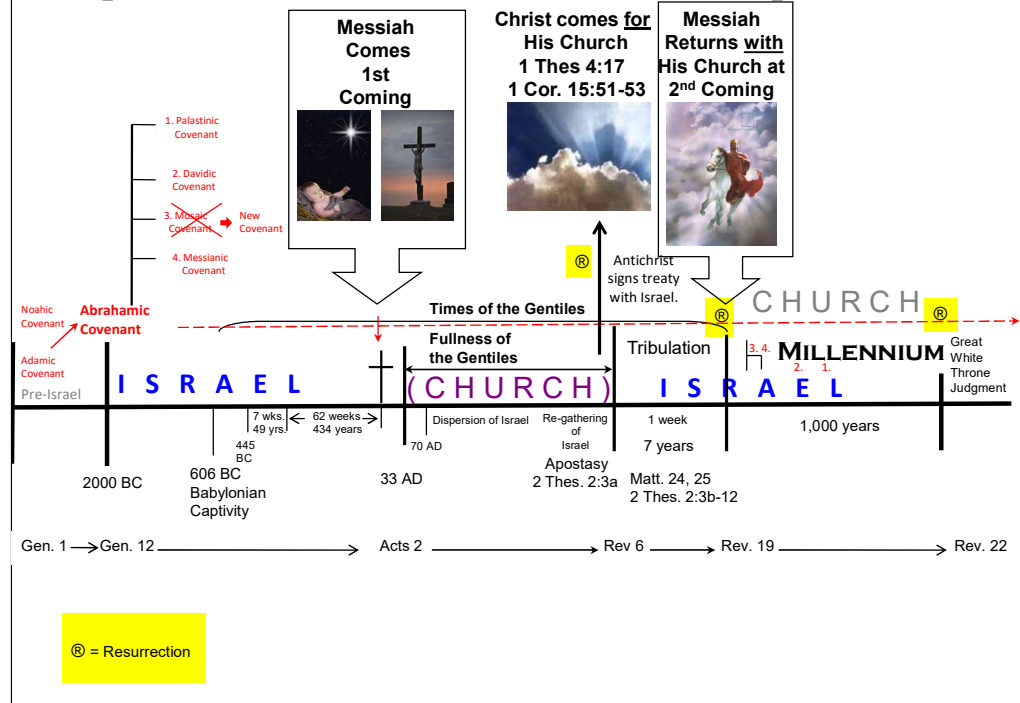 Messiah
Comes
1st
Coming
Christ comes for
His Church
1 Thes 4:17
1 Cor. 15:51-53
Messiah
Returns with
His Church at
2nd Coming
1. Palastinic
Covenant
2. Davidic
Covenant
3. Mosaic
Covenant
New
Covenant
4. Messianic
Covenant
Noahic
Covenant
Abrahamic
Covenant
Adamic
Covenant
Pre-Israel
®
Antichrist
signs treaty
with Israel.
®
CHURCH
®
Times of the Gentiles
Fullness of
the Gentiles
Tribulation
3. 4.
MILLENNIUM
2. 1.
Great
White
Throne
Judgment
ISRAEL
(CHURCH)
ISRAEL
7 wks.
49 yrs.
62 weeks
434 years
445
BC
70 AD
Dispersion of Israel
Re-gathering
of
Israel
1 week
7 years
1,000 years
2000 BC
606 BC
Babylonian
Captivity
33 AD
Apostasy
2 Thes. 2:3a
Matt. 24, 25
2 Thes. 2:3b-12
Gen. 1
Gen. 12
Acts 2
Rev 6
Rev. 19
Rev. 22
® = Resurrection